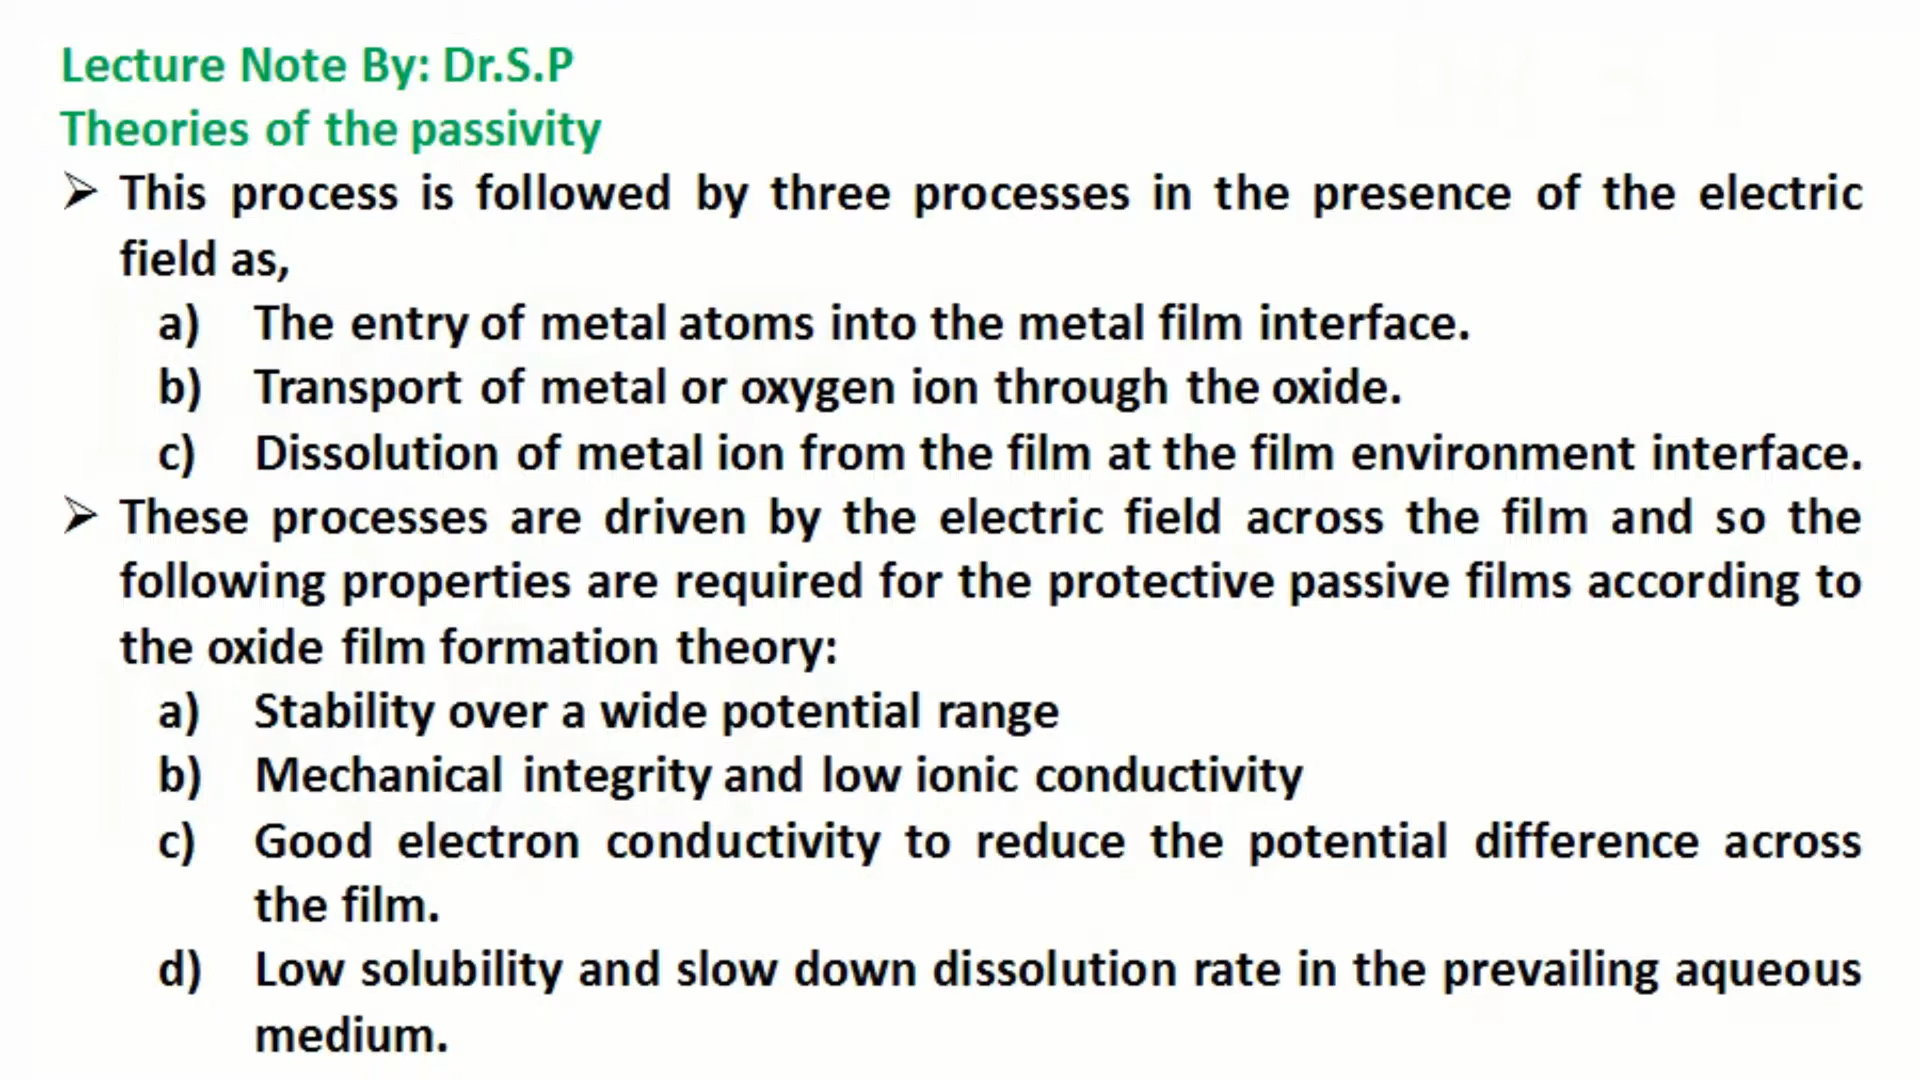 Lecture Note By: Dr.S.P
Theories of the passivity
➢ This process is followed by three processes in the presence of the electric
field as,
a) The entry of metal atoms into the metal film interface.
b) Transport of metal or oxygen ion through the oxide.
c) Dissolution of metal ion from the film at the film environment interface.
➢ These processes are driven by the electric field across the film and so the
following properties are required for the protective passive films according to
the oxide film formation theory:
a) Stability over a wide potential range
b) Mechanical integrity and low ionic conductivity
c) Good electron conductivity to reduce the potential difference across
the film.
d) Low solubility and slow down dissolution rate in the prevailing aqueous
medium.